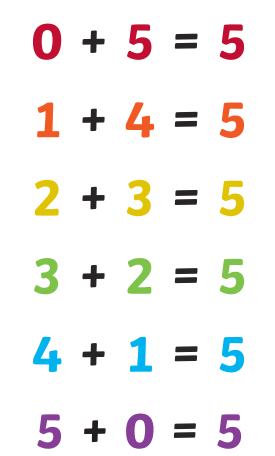 0 + 5 = 5
1 + 4 = 5
2 + 3 = 5
3 + 2 = 5
4 + 1 = 5
5 + 0 = 5